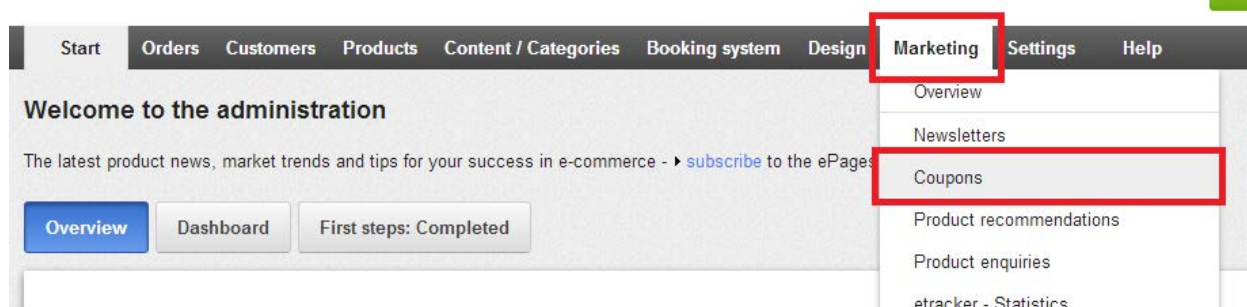 Start Orders Customers Products Content / Categories Booking system Design Marketing Settings Help
Welcome to the administration
The latest product news, market trends and tips for your success in e-commerce - subscribe to the ePages
Overview Dashboard First steps: Completed
Overview
Newsletters
Coupons
Product recommendations
Product enquiries
etracker - Statistics